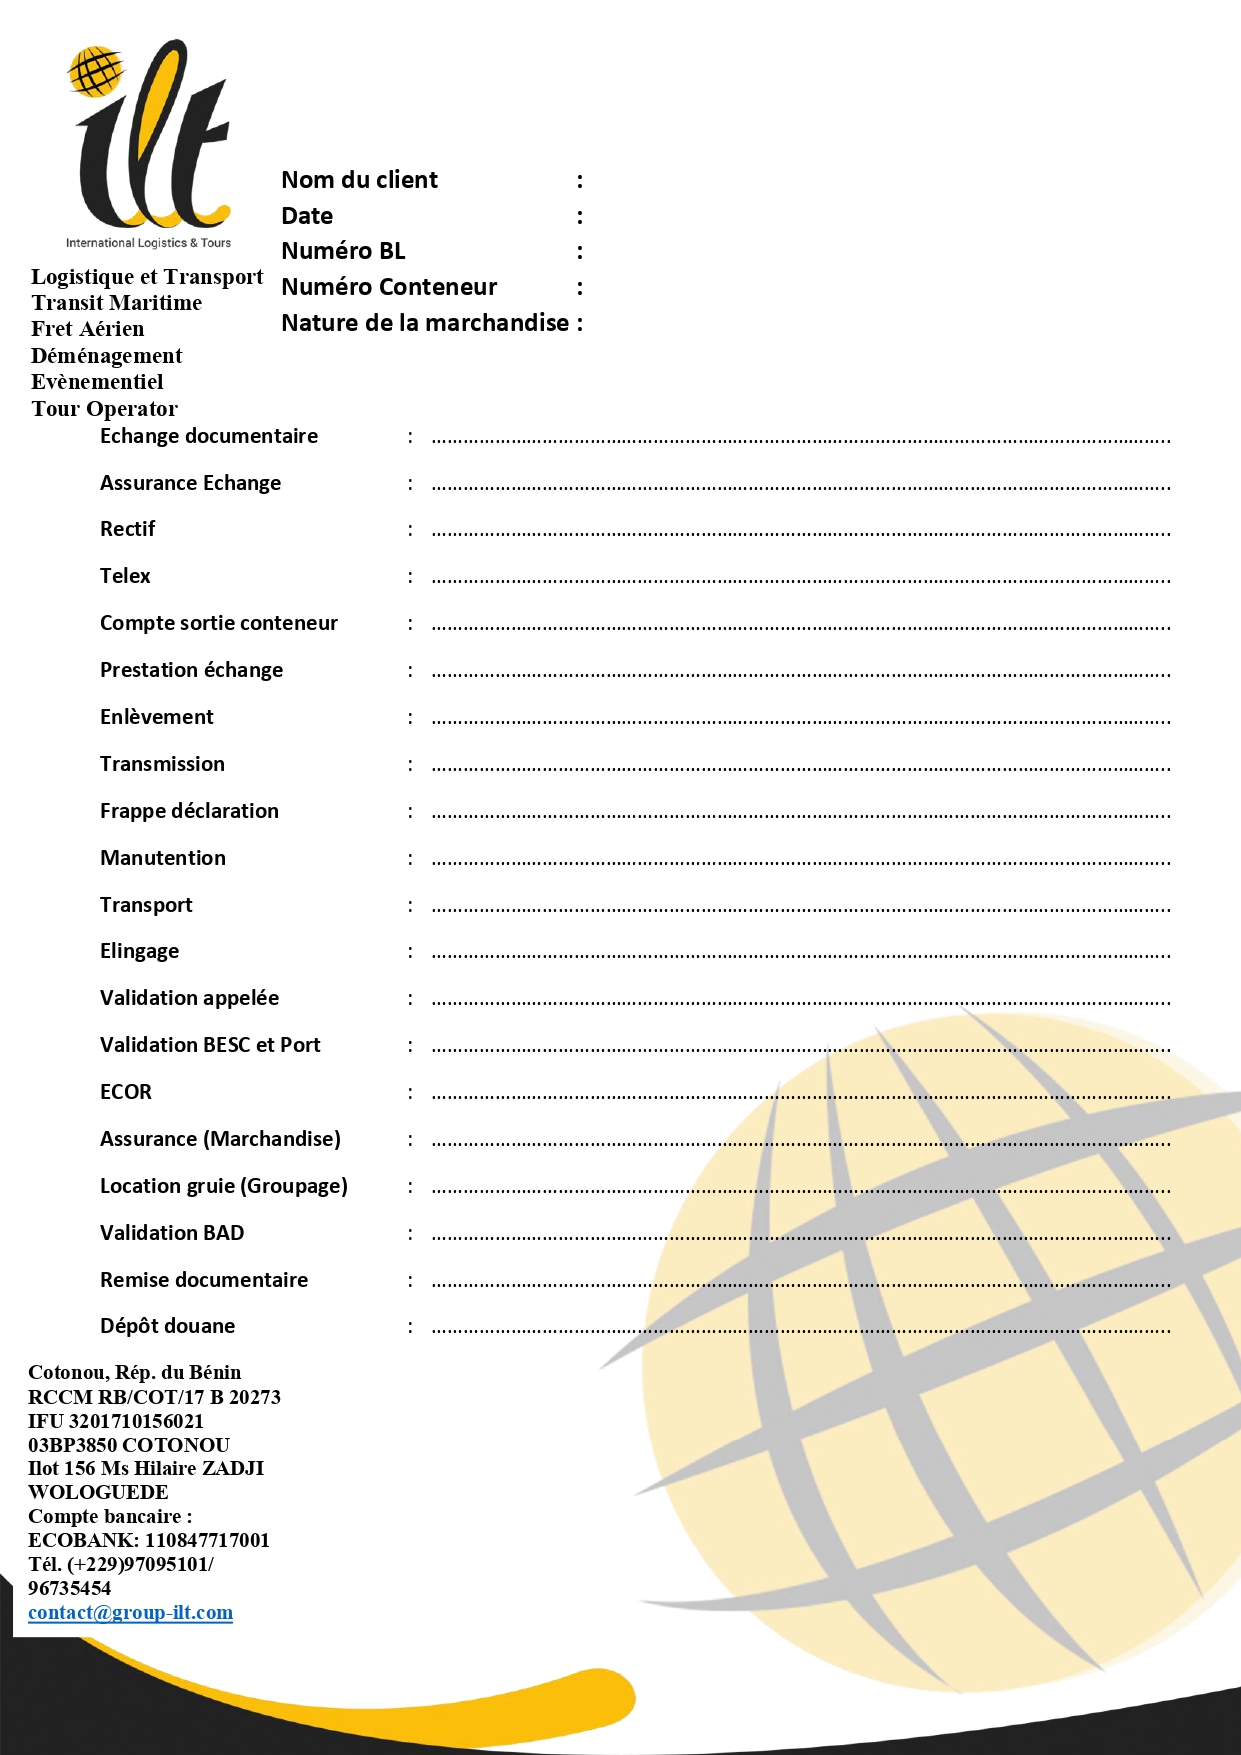 ilt
International Logistics & Tours
Logistique et Transport
Transit Maritime
Fret Aérien
Déménagement
Evènementiel
Tour Operator
Nom du client :
Date :
Numéro BL :
Numéro Conteneur :
Nature de la marchandise :
Echange documentaire : ........................................................................
Assurance Echange : ........................................................................
Rectif : ........................................................................
Telex : ........................................................................
Compte sortie conteneur : ........................................................................
Prestation échange : ........................................................................
Enlèvement : ........................................................................
Transmission : ........................................................................
Frappe déclaration : ........................................................................
Manutention : ........................................................................
Transport : ........................................................................
Elingage : ........................................................................
Validation appelée : ........................................................................
Validation BESC et Port : ........................................................................
ECOR : ........................................................................
Assurance (Marchandise) : ........................................................................
Location gruie (Groupage) : ........................................................................
Validation BAD : ........................................................................
Remise documentaire : ........................................................................
Dépôt douane : ........................................................................
Cotonou, Rép. du Bénin
RCCM RB/COT/17 B 20273
IFU 3201710156021
03BP3850 COTONOU
Ilot 156 Ms Hilaire ZADJI
WOLOGUEDE
Compte bancaire :
ECOBANK: 110847717001
Tél. (+229)97095101/
96735454
contact@group-ilt.com